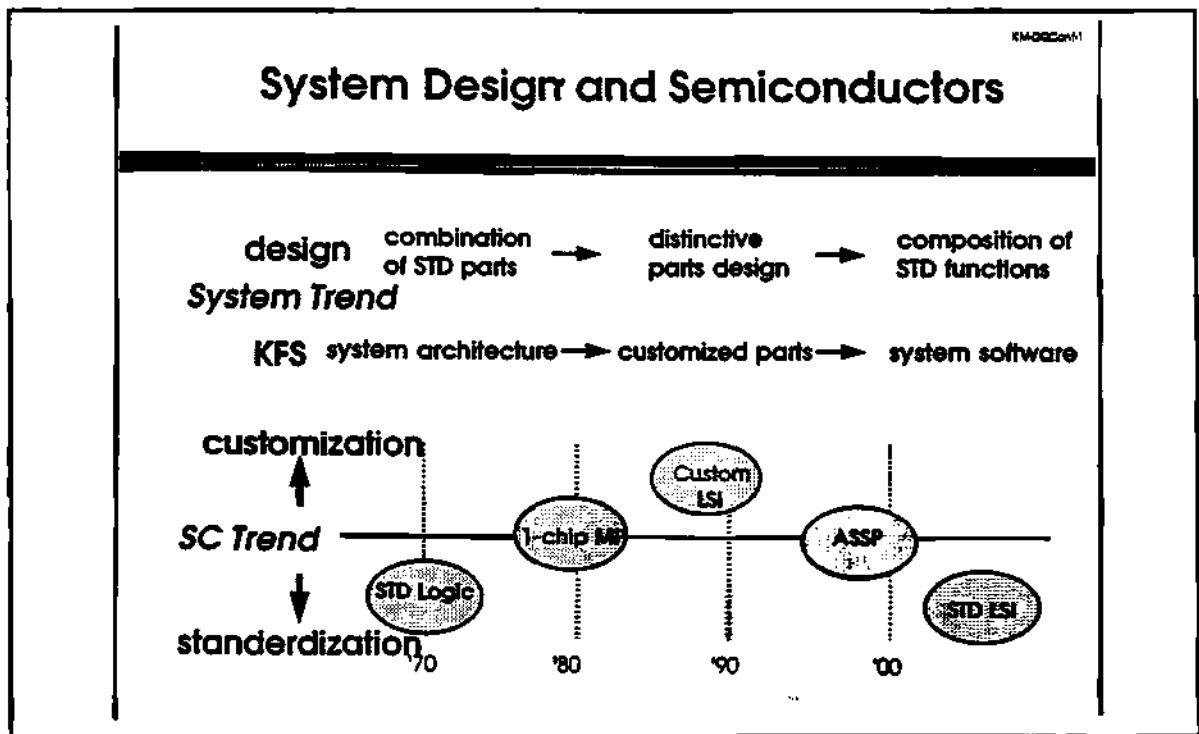 System Design and Semiconductors
design combination of STD parts → distinctive parts design → composition of STD functions
System Trend
KFS system architecture → customized parts → system software
customization
Custom LSI
SC Trend
1-chip MP
ASSP
STD Logic
STD LSI
standerdization
'70 '80 '90 '00